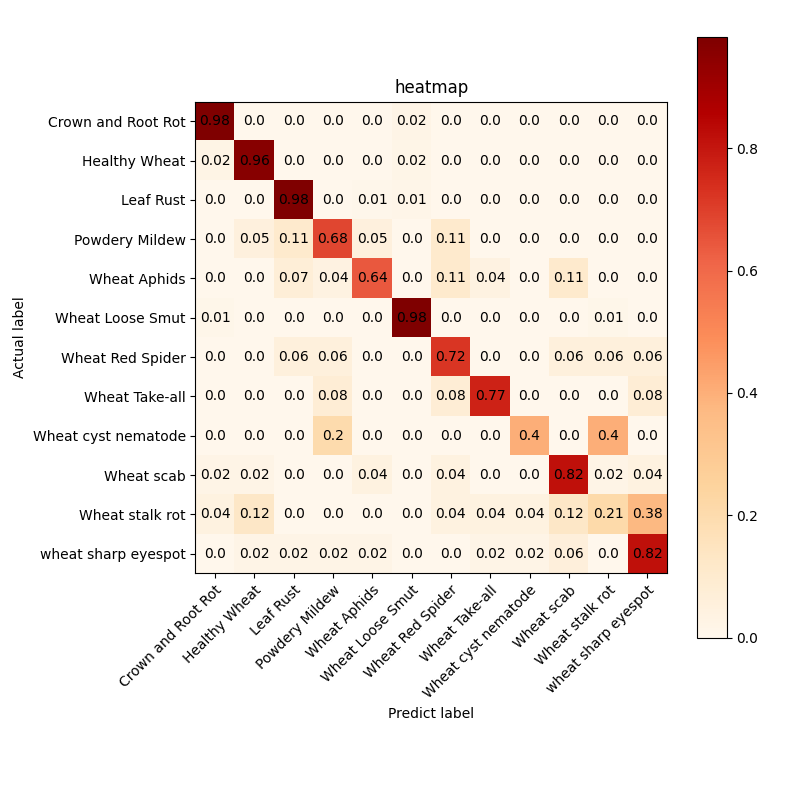 heatmap
Crown and Root Rot 0.98 0.0 0.0 0.0 0.0 0.02 0.0 0.0 0.0 0.0 0.0 0.0
Healthy Wheat 0.02 0.96 0.0 0.0 0.0 0.02 0.0 0.0 0.0 0.0 0.0 0.0
Leaf Rust 0.0 0.0 0.98 0.0 0.01 0.01 0.0 0.0 0.0 0.0 0.0 0.0
Powdery Mildew 0.0 0.05 0.11 0.68 0.05 0.0 0.11 0.0 0.0 0.0 0.0 0.0
Wheat Aphids 0.0 0.0 0.07 0.04 0.64 0.0 0.11 0.04 0.0 0.11 0.0 0.0
Wheat Loose Smut 0.01 0.0 0.0 0.0 0.0 0.98 0.0 0.0 0.0 0.0 0.01 0.0
Wheat Red Spider 0.0 0.0 0.06 0.06 0.0 0.0 0.72 0.0 0.0 0.06 0.06 0.06
Wheat Take-all 0.0 0.0 0.0 0.08 0.0 0.0 0.08 0.77 0.0 0.0 0.0 0.08
Wheat cyst nematode 0.0 0.0 0.0 0.2 0.0 0.0 0.0 0.0 0.4 0.0 0.4 0.0
Wheat scab 0.02 0.02 0.0 0.0 0.04 0.0 0.04 0.0 0.0 0.82 0.02 0.04
Wheat stalk rot 0.04 0.12 0.0 0.0 0.0 0.0 0.04 0.04 0.04 0.12 0.21 0.38
wheat sharp eyespot 0.0 0.02 0.02 0.02 0.02 0.0 0.0 0.02 0.02 0.06 0.0 0.82
Actual label
Crown and Root Rot
Healthy Wheat
Leaf Rust
Powdery Mildew
Wheat Aphids
Wheat Loose Smut
Wheat Red Spider
Wheat Take-all
Wheat cyst nematode
Wheat scab
Wheat stalk rot
wheat sharp eyespot
Predict label
0.8
0.6
0.4
0.2
0.0